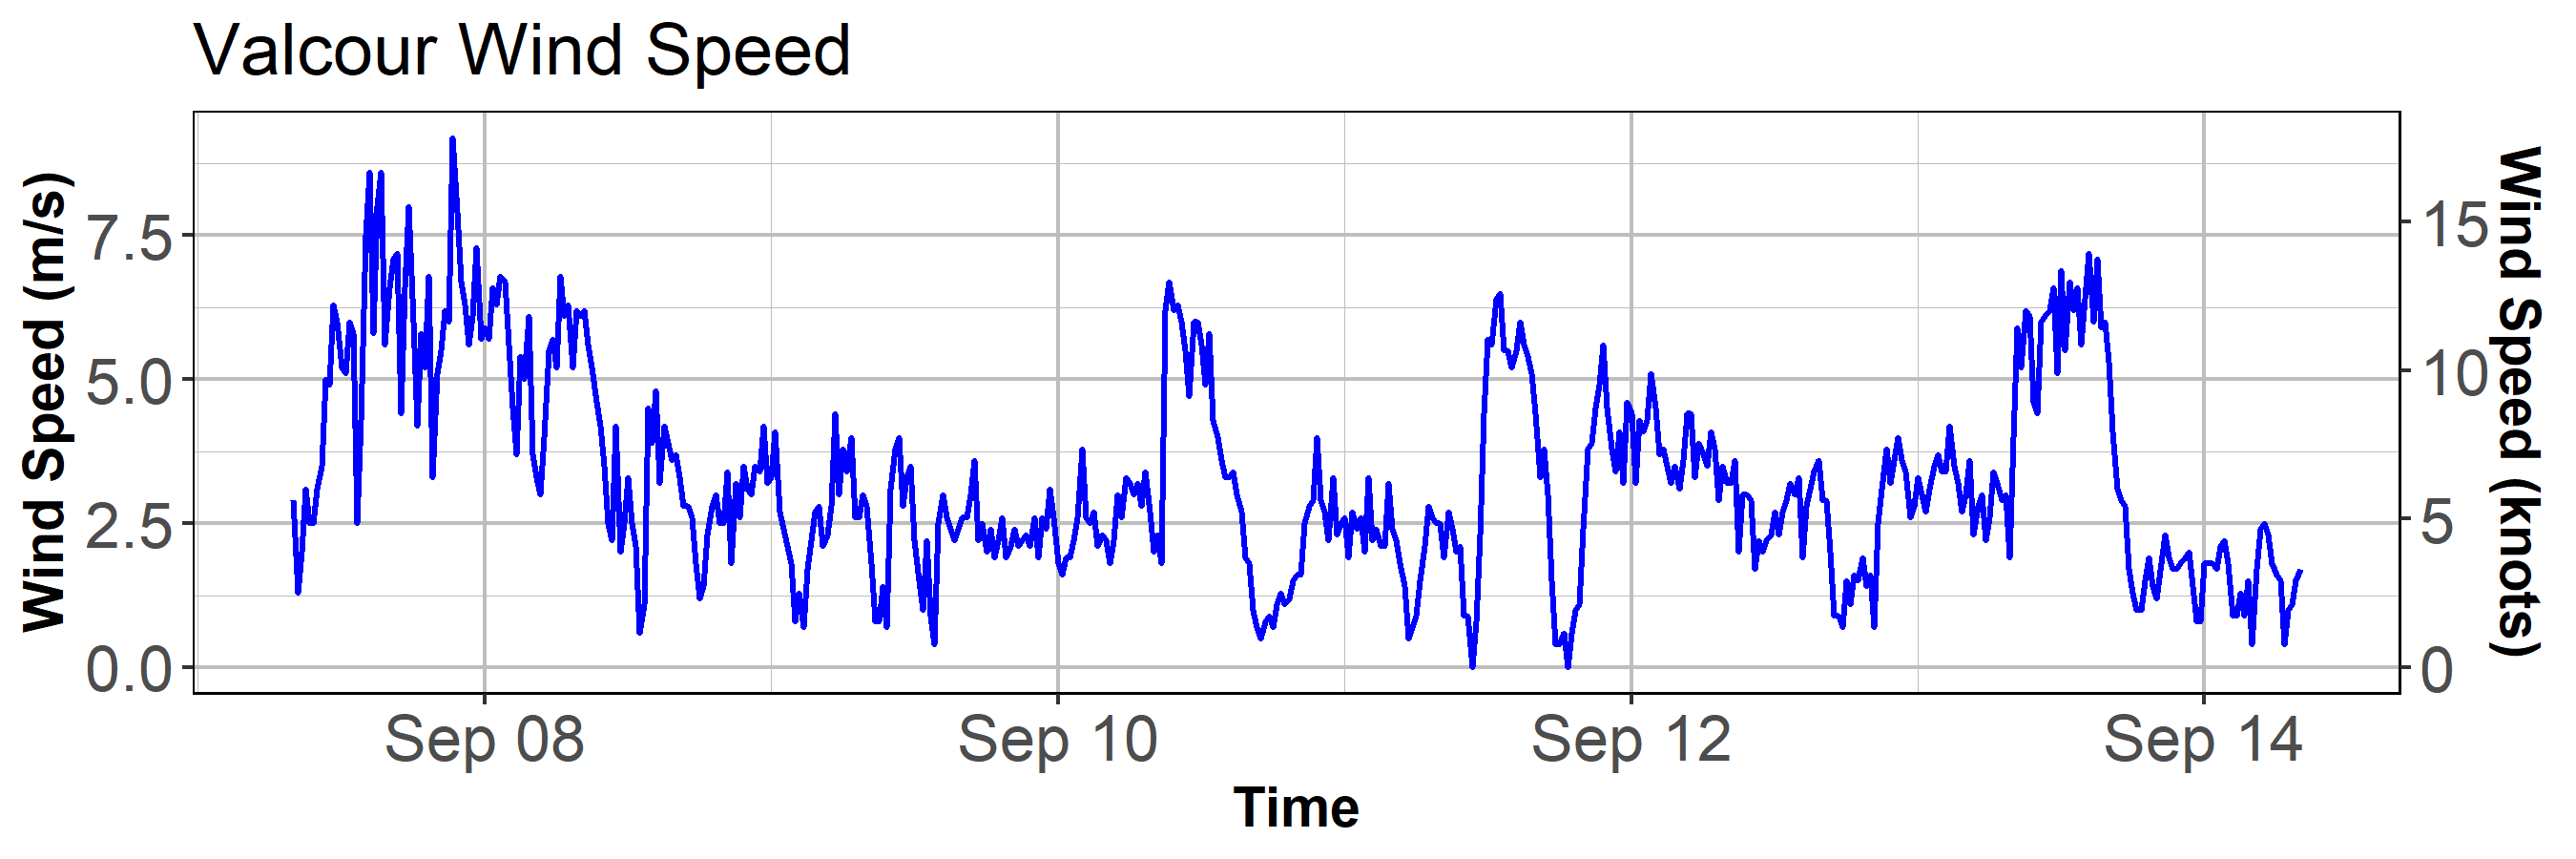 Valcour Wind Speed
Wind Speed (m/s)
7.5
5.0
2.5
0.0
15
10
5
0
Wind Speed (knots)
Sep 08 Sep 10 Sep 12 Sep 14
Time